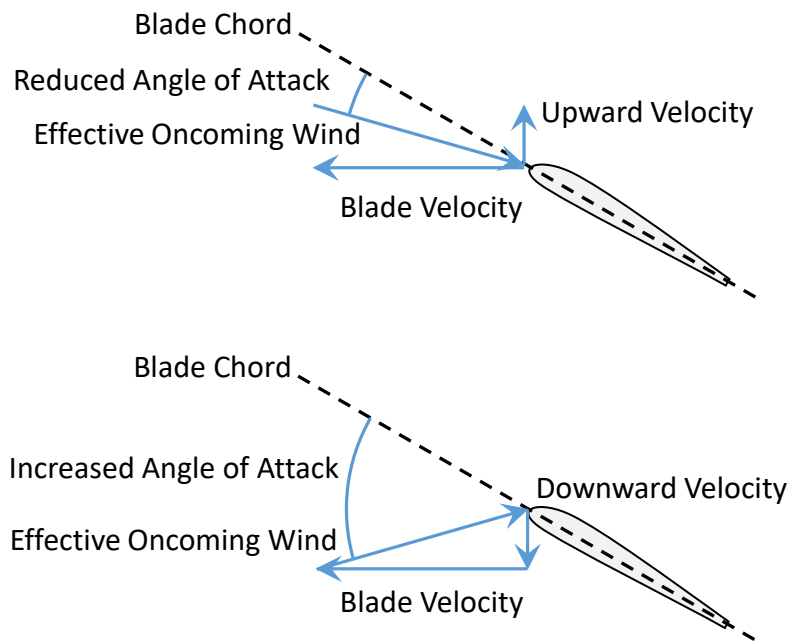 Blade Chord
Reduced Angle of Attack
Upward Velocity
Effective Oncoming Wind
Blade Velocity
Blade Chord
Increased Angle of Attack
Downward Velocity
Effective Oncoming Wind
Blade Velocity